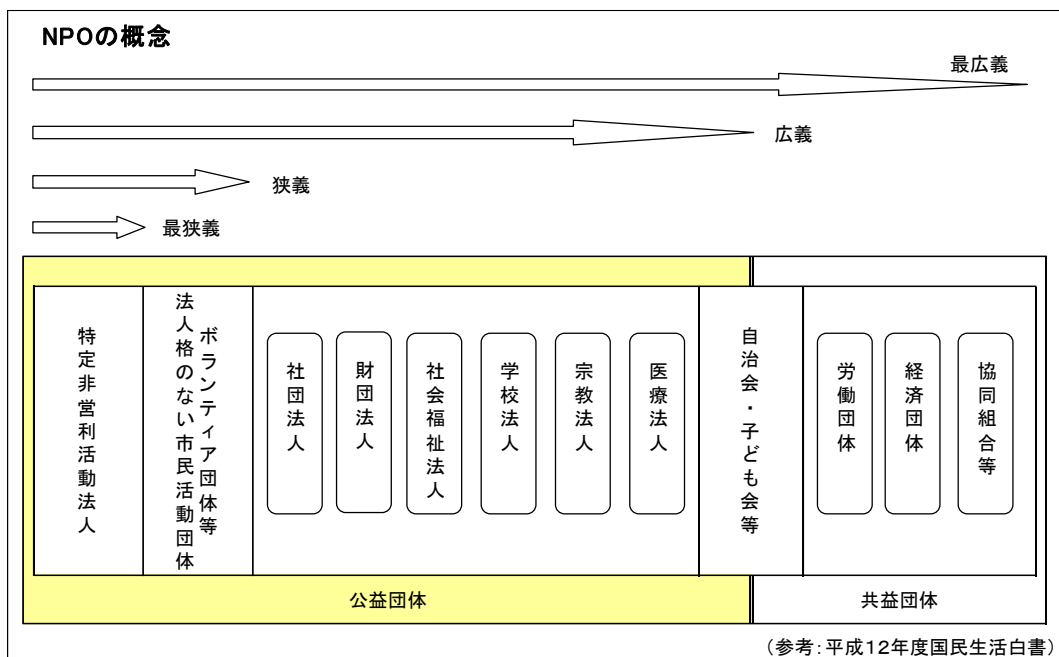 NPOの概念
最広義
広義
狭義
最狭義
特定非営利活動法人
ボランティア団体等
法人格のない市民活動団体
社団法人
財団法人
社会福祉法人
学校法人
宗教法人
医療法人
自治会・子ども会等
労働団体
経済団体
協同組合等
公益団体
共益団体
(参考:平成12年度国民生活白書)